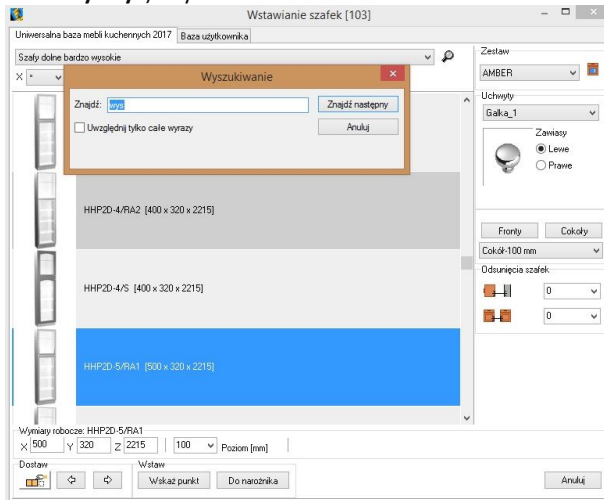 Wstawianie szafek [103]
Uniwersalna baza mebli kuchennych 2017 Baza użytkownika
Szafy dolne bardzo wysokie
X *
Wyszukiwanie
Znajdź: wys Znajdź następny
Uwzględnij tylko całe wyrazy Anuluj
HHP2D-4/RA2 [400 x 320 x 2215]
HHP2D-4/S [400 x 320 x 2215]
HHP2D-5/RA1 [500 x 320 x 2215]
Zestaw
AMBER
Uchwyty
Gałka_1
Zawiasy
Lewe
Prawe
Fronty Cokoły
Cokół-100 mm
Odsunięcia szafek
0
0
Wymiary robocze: HHP2D-5/RA1
X 500 Y 320 Z 2215 100 Poziom [mm]
Dostaw Wstaw
Wskaż punkt Do narożnika Anuluj